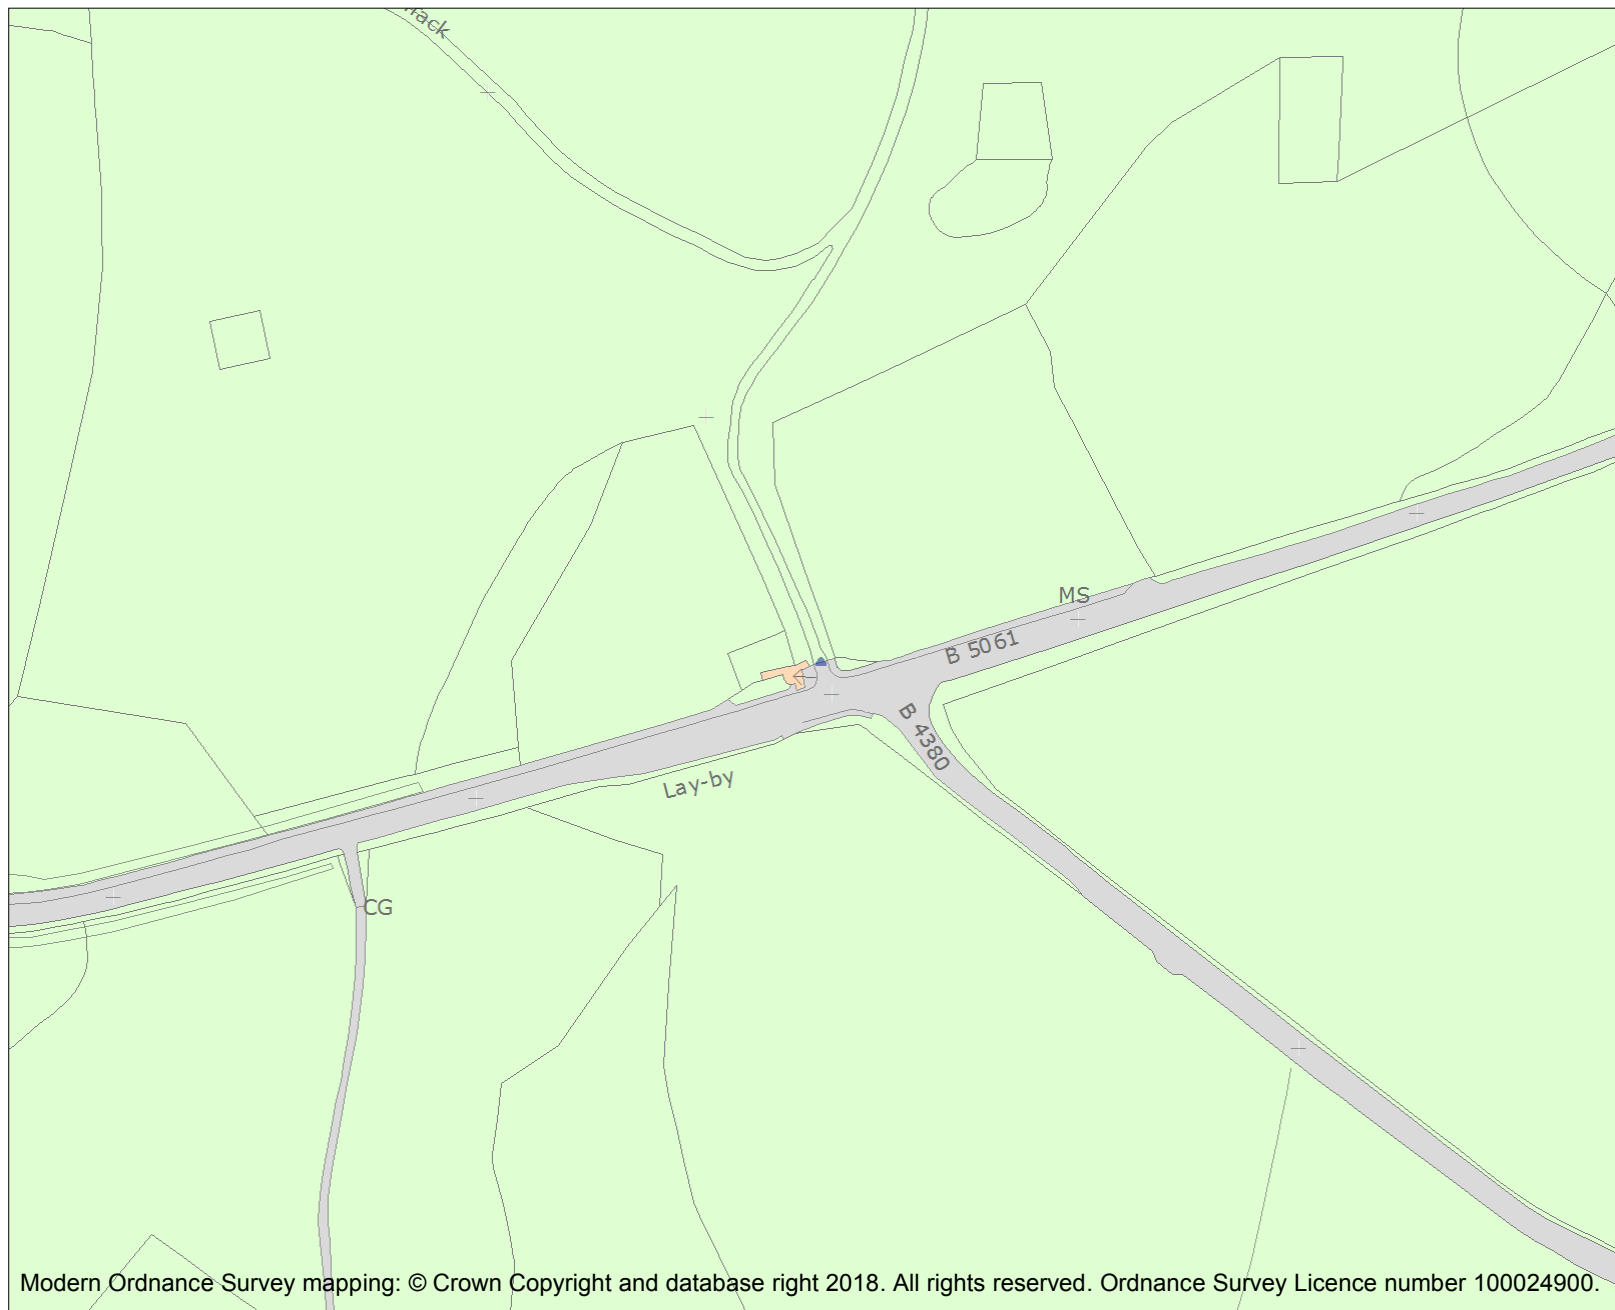 MS
B 5061
B 4380
Lay-by
CG
Modern Ordnance Survey mapping: © Crown Copyright and database right 2018. All rights reserved. Ordnance Survey Licence number 100024900.